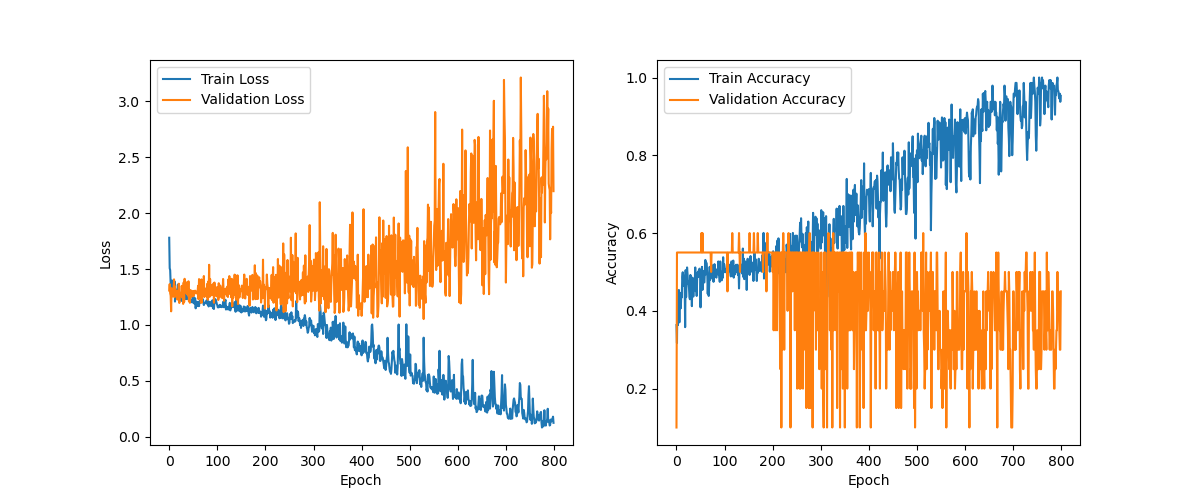 Train Loss
Validation Loss
3.0
2.5
2.0
1.5
1.0
0.5
0.0
Loss
0 100 200 300 400 500 600 700 800
Epoch
Train Accuracy
Validation Accuracy
1.0
0.8
0.6
0.4
0.2
Accuracy
0 100 200 300 400 500 600 700 800
Epoch